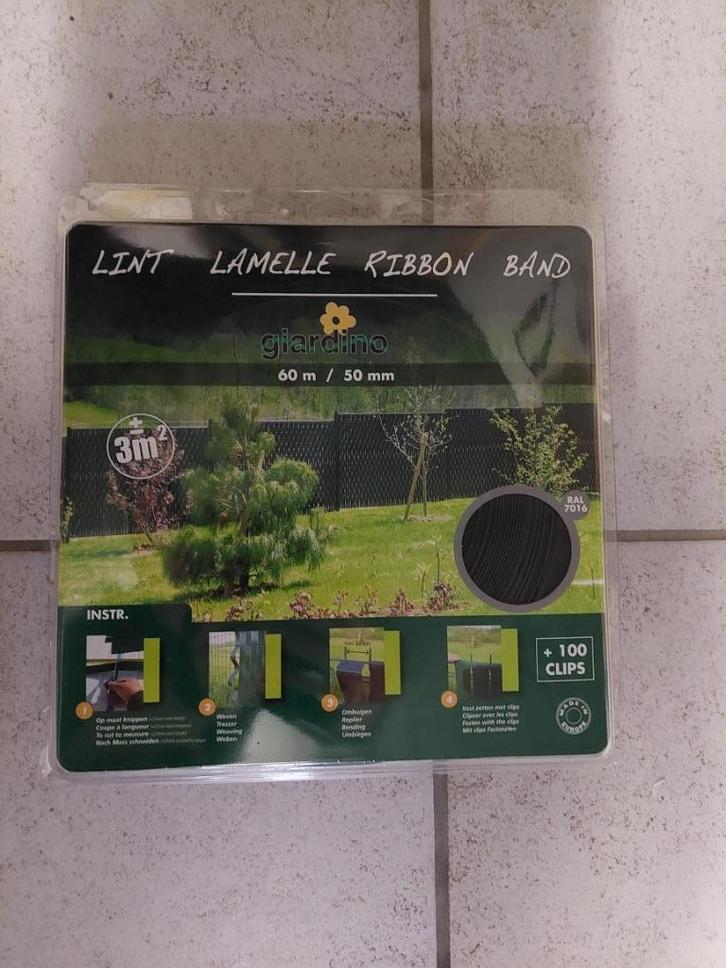 LINT LAMELLE RIBBON BAND
giardino
60 m / 50 mm
±
3m²
RAL
7016
INSTR.
1
Op maat knippen
Coupe à longueur
To cut to measure
Nach Mass schneiden
2
Weven
Tresser
Weaving
Weben
3
Ombuigen
Replier
Bending
Umbiegen
4
Vast zetten met clips
Clipser avec les clips
Fasten with the clips
Mit clips Festsetzen
+ 100
CLIPS
MADE IN
EUROPE